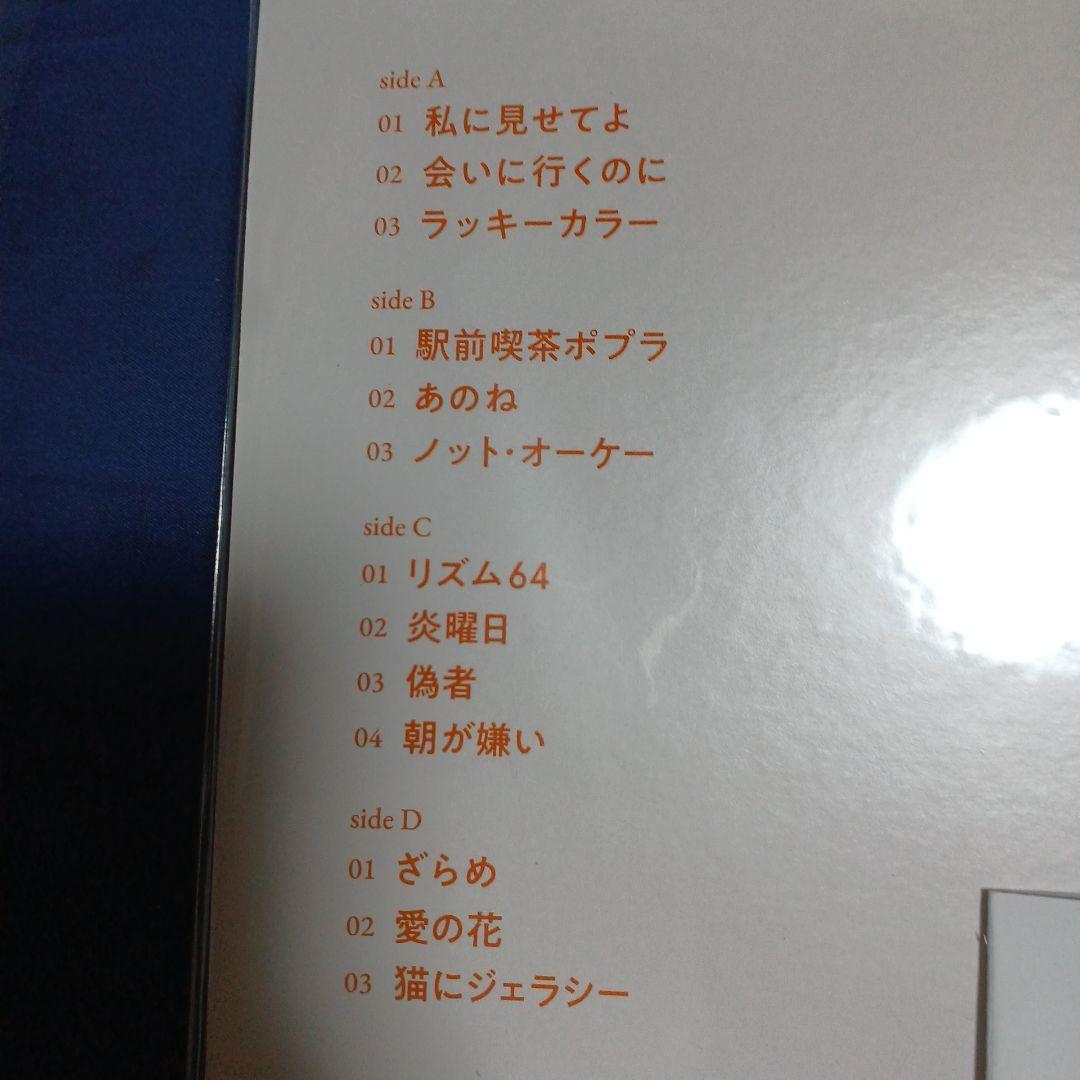 side A
01 私に見せてよ
02 会いに行くのに
03 ラッキーカラー
side B
01 駅前喫茶ポプラ
02 あのね
03 ノット・オーケー
side C
01 リズム64
02 炎曜日
03 偽者
04 朝が嫌い
side D
01 ざらめ
02 愛の花
03 猫にジェラシー